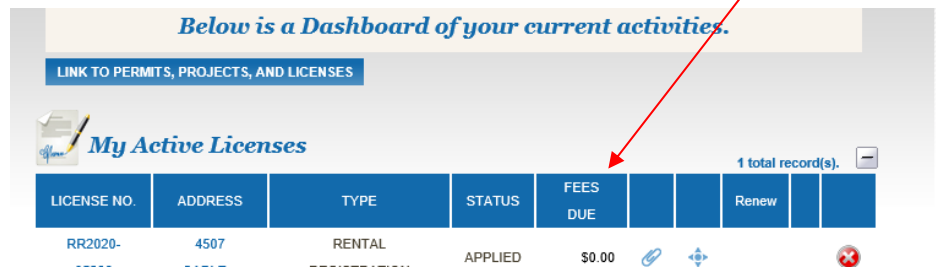 Below is a Dashboard of your current activities.
LINK TO PERMITS, PROJECTS, AND LICENSES
My Active Licenses
1 total record(s).
LICENSE NO. ADDRESS TYPE STATUS FEES DUE Renew
RR2020- 4507 RENTAL
APPLIED $0.00
REGISTRATION